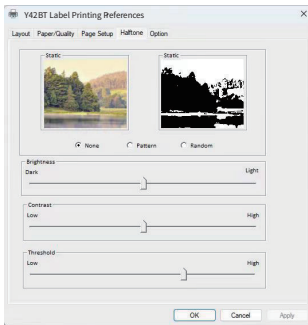 Y42BT Label Printing Preferences
Layout Paper/Quality Page Setup Halftone Option
Static Static
None Pattern Random
Brightness
Dark Light
Contrast
Low High
Threshold
Low High
OK Cancel Apply